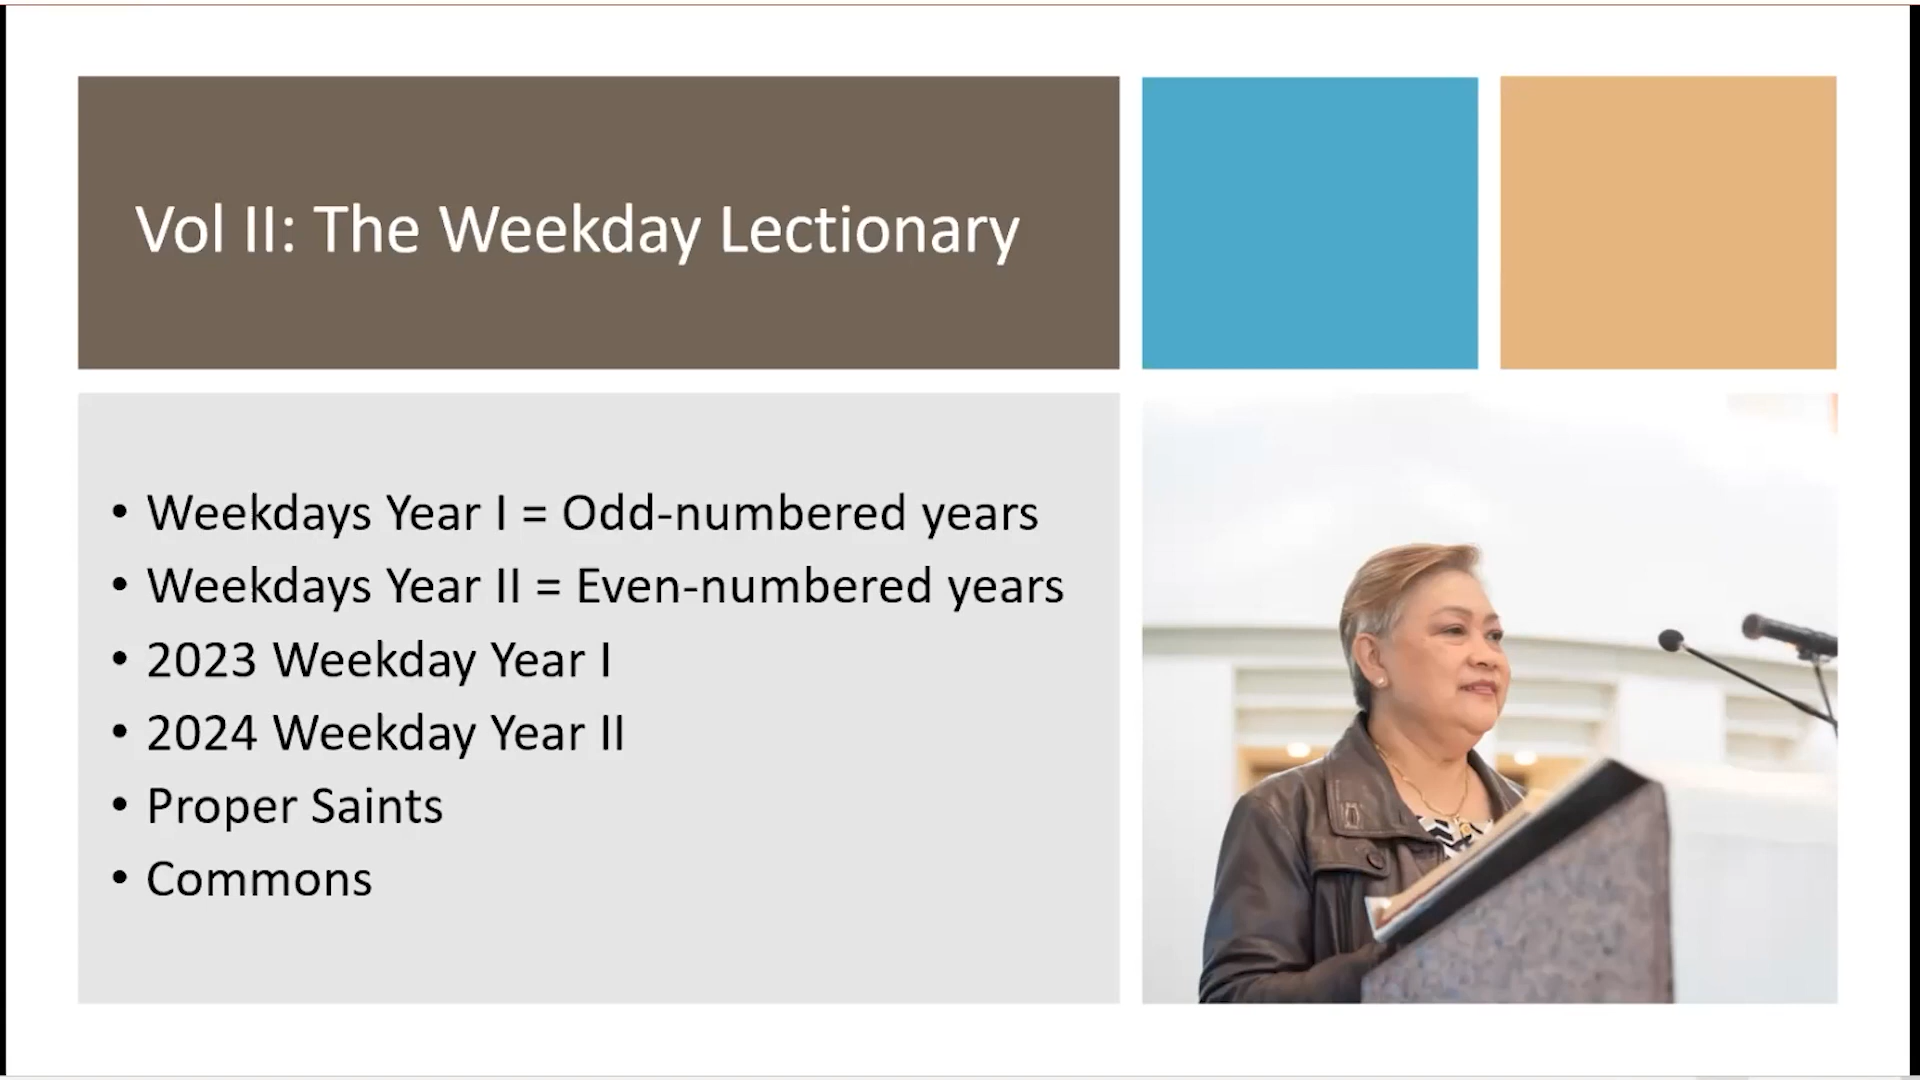 Vol II: The Weekday Lectionary
• Weekdays Year I = Odd-numbered years
• Weekdays Year II = Even-numbered years
• 2023 Weekday Year I
• 2024 Weekday Year II
• Proper Saints
• Commons